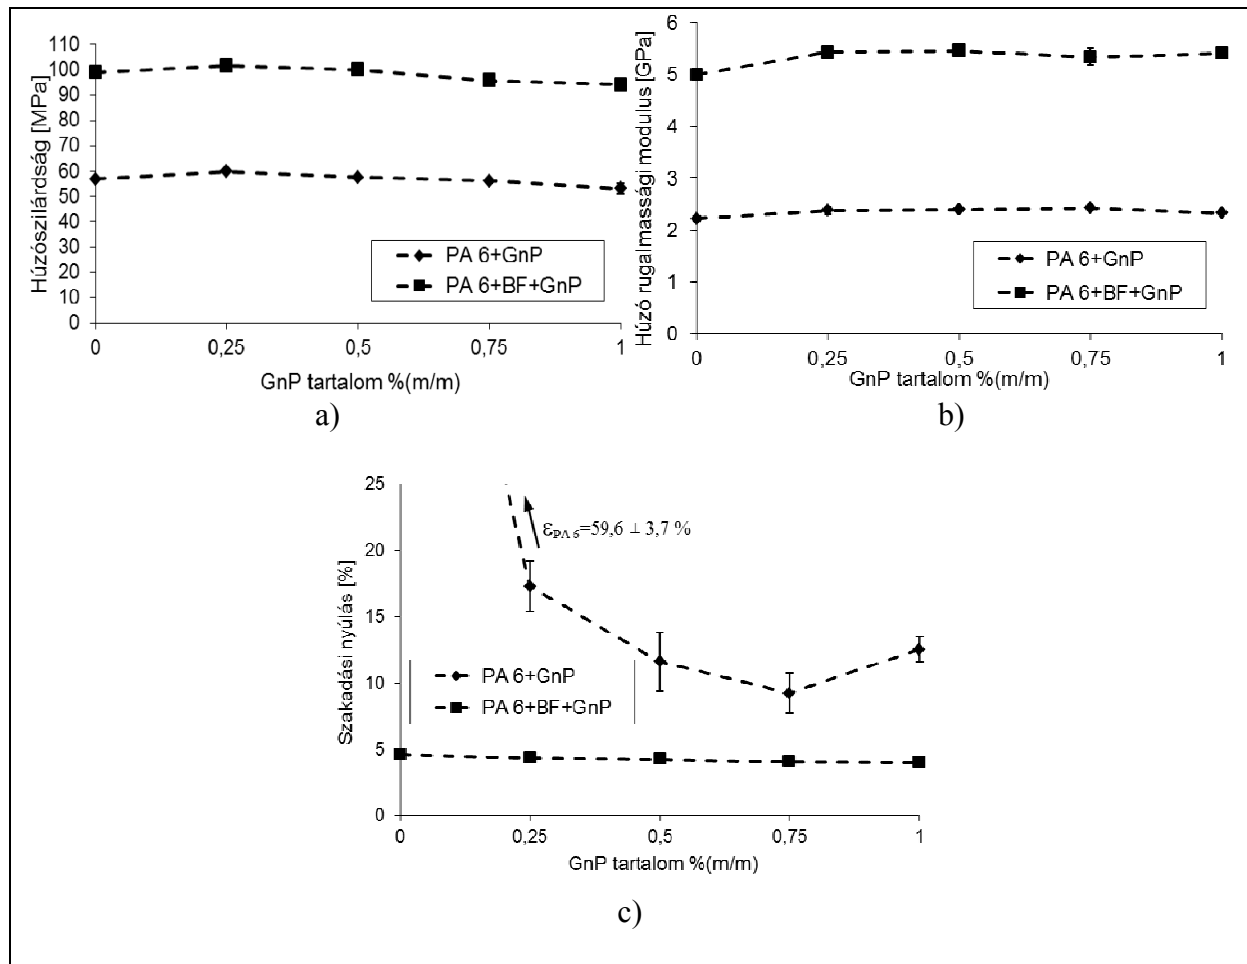 Húzószilárdság [MPa]
110
100
90
80
70
60
50
40
30
20
10
0
PA 6+GnP
PA 6+BF+GnP
0 0,25 0,5 0,75 1
GnP tartalom %(m/m)
a)
Húzó rugalmassági modulus [GPa]
6
5
4
3
2
1
0
PA 6+GnP
PA 6+BF+GnP
0 0,25 0,5 0,75 1
GnP tartalom %(m/m)
b)
Szakadási nyúlás [%]
25
20
15
10
5
0
εPA 6=59,6 ± 3,7 %
PA 6+GnP
PA 6+BF+GnP
0 0,25 0,5 0,75 1
GnP tartalom %(m/m)
c)